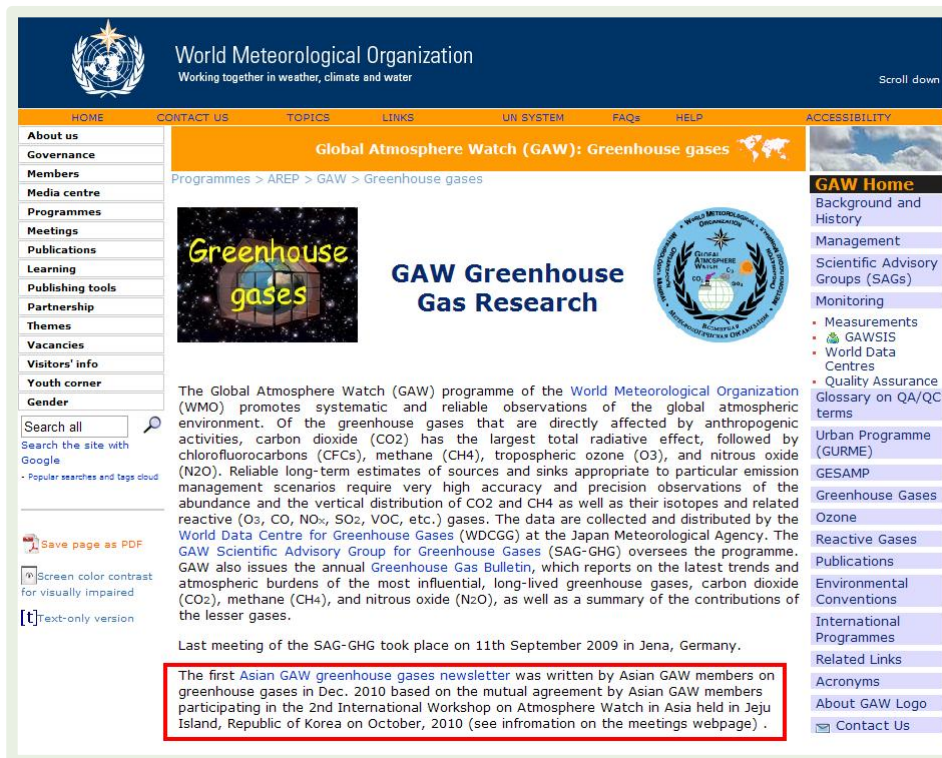 World Meteorological Organization
Working together in weather, climate and water
Scroll down
HOME CONTACT US TOPICS LINKS UN SYSTEM FAQs HELP ACCESSIBILITY
About us
Governance
Members
Media centre
Programmes
Meetings
Publications
Learning
Publishing tools
Partnership
Themes
Vacancies
Visitors' info
Youth corner
Gender
Search all
Search the site with
Google
• Popular searches and tags cloud
Save page as PDF
Screen color contrast
for visually impaired
[t]Text-only version
Global Atmosphere Watch (GAW): Greenhouse gases
Programmes > AREP > GAW > Greenhouse gases
Greenhouse
gases
GAW Greenhouse
Gas Research
GLOBAL
ATMOSPHERE
WATCH
The Global Atmosphere Watch (GAW) programme of the World Meteorological Organization
(WMO) promotes systematic and reliable observations of the global atmospheric
environment. Of the greenhouse gases that are directly affected by anthropogenic
activities, carbon dioxide (CO2) has the largest total radiative effect, followed by
chlorofluorocarbons (CFCs), methane (CH4), tropospheric ozone (O3), and nitrous oxide
(N2O). Reliable long-term estimates of sources and sinks appropriate to particular emission
management scenarios require very high accuracy and precision observations of the
abundance and the vertical distribution of CO2 and CH4 as well as their isotopes and related
reactive (O3, CO, NOx, SO2, VOC, etc.) gases. The data are collected and distributed by the
World Data Centre for Greenhouse Gases (WDCGG) at the Japan Meteorological Agency. The
GAW Scientific Advisory Group for Greenhouse Gases (SAG-GHG) oversees the programme.
GAW also issues the annual Greenhouse Gas Bulletin, which reports on the latest trends and
atmospheric burdens of the most influential, long-lived greenhouse gases, carbon dioxide
(CO2), methane (CH4), and nitrous oxide (N2O), as well as a summary of the contributions of
the lesser gases.
Last meeting of the SAG-GHG took place on 11th September 2009 in Jena, Germany.
The first Asian GAW greenhouse gases newsletter was written by Asian GAW members on
greenhouse gases in Dec. 2010 based on the mutual agreement by Asian GAW members
participating in the 2nd International Workshop on Atmosphere Watch in Asia held in Jeju
Island, Republic of Korea on October, 2010 (see infromation on the meetings webpage) .
GAW Home
Background and
History
Management
Scientific Advisory
Groups (SAGs)
Monitoring
• Measurements
• GAWSIS
• World Data
Centres
• Quality Assurance
Glossary on QA/QC
terms
Urban Programme
(GURME)
GESAMP
Greenhouse Gases
Ozone
Reactive Gases
Publications
Environmental
Conventions
International
Programmes
Related Links
Acronyms
About GAW Logo
Contact Us